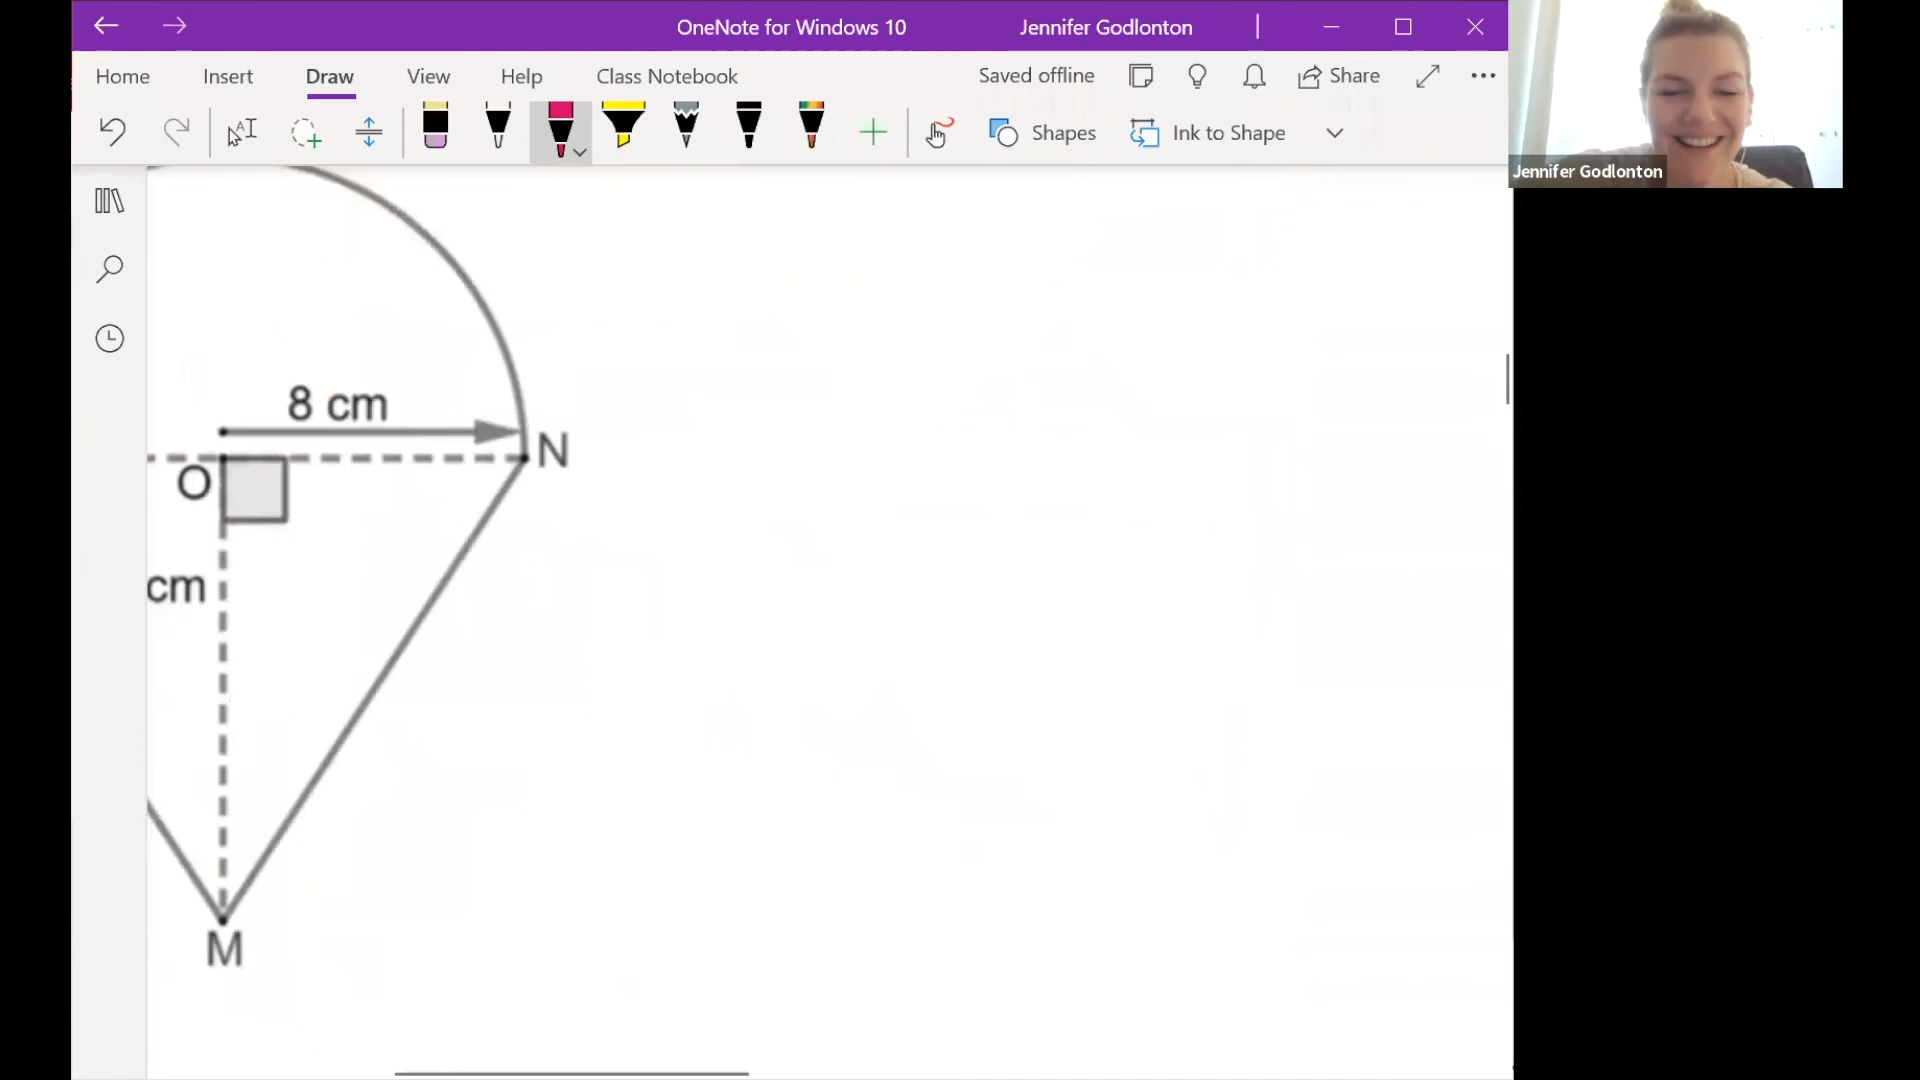 OneNote for Windows 10
Jennifer Godlonton
Home Insert Draw View Help Class Notebook
Saved offline
Share
Shapes
Ink to Shape
Jennifer Godlonton
8 cm
N
O
cm
M